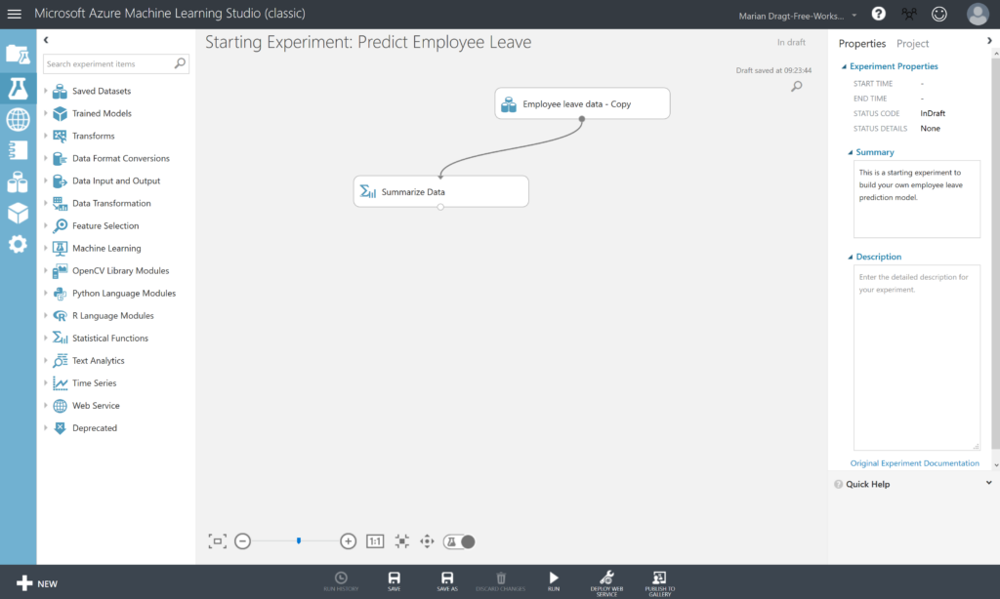 Microsoft Azure Machine Learning Studio (classic)
Marian Dragt-Free-Works...
?
Search experiment items
Saved Datasets
Trained Models
Transforms
Data Format Conversions
Data Input and Output
Data Transformation
Feature Selection
Machine Learning
OpenCV Library Modules
Python Language Modules
R Language Modules
Statistical Functions
Text Analytics
Time Series
Web Service
Deprecated
Starting Experiment: Predict Employee Leave
In draft
Draft saved at 09:23:44
Employee leave data - Copy
Summarize Data
1:1
Properties Project
Experiment Properties
START TIME -
END TIME -
STATUS CODE InDraft
STATUS DETAILS None
Summary
This is a starting experiment to
build your own employee leave
prediction model.
Description
Enter the detailed description for
your experiment.
Original Experiment Documentation
? Quick Help
NEW
RUN HISTORY
SAVE
SAVE AS
DISCARD CHANGES
RUN
DEPLOY WEB
SERVICE
PUBLISH TO
GALLERY